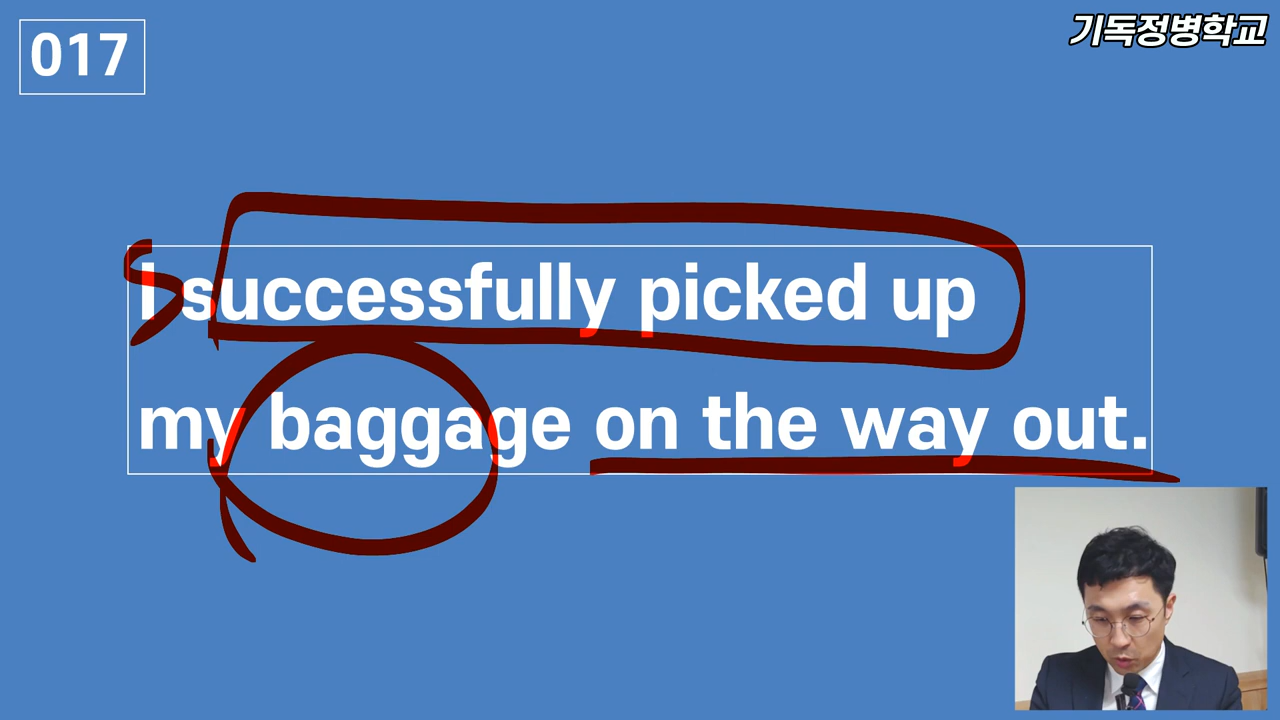 017
기독정병학교
I successfully picked up
my baggage on the way out.